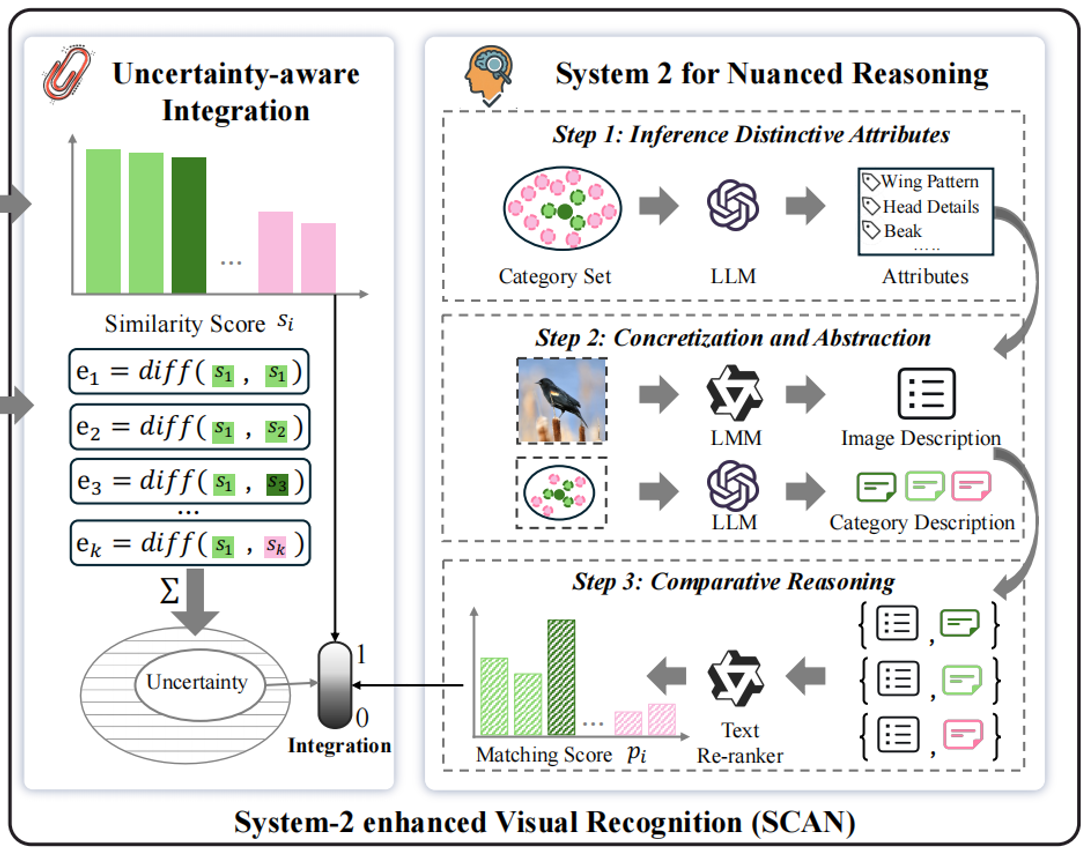 Uncertainty-aware
Integration
...
Similarity Score s_i
e_1 = diff( s_1 , s_1 )
e_2 = diff( s_1 , s_2 )
e_3 = diff( s_1 , s_3 )
...
e_k = diff( s_1 , s_k )
Σ
Uncertainty
1
0
Integration
System 2 for Nuanced Reasoning
Step 1: Inference Distinctive Attributes
Wing Pattern
Head Details
Beak
.....
Category Set
LLM
Attributes
Step 2: Concretization and Abstraction
LMM
Image Description
LLM
Category Description
Step 3: Comparative Reasoning
{ , }
{ , }
{ , }
...
Matching Score p_i
Text
Re-ranker
System-2 enhanced Visual Recognition (SCAN)